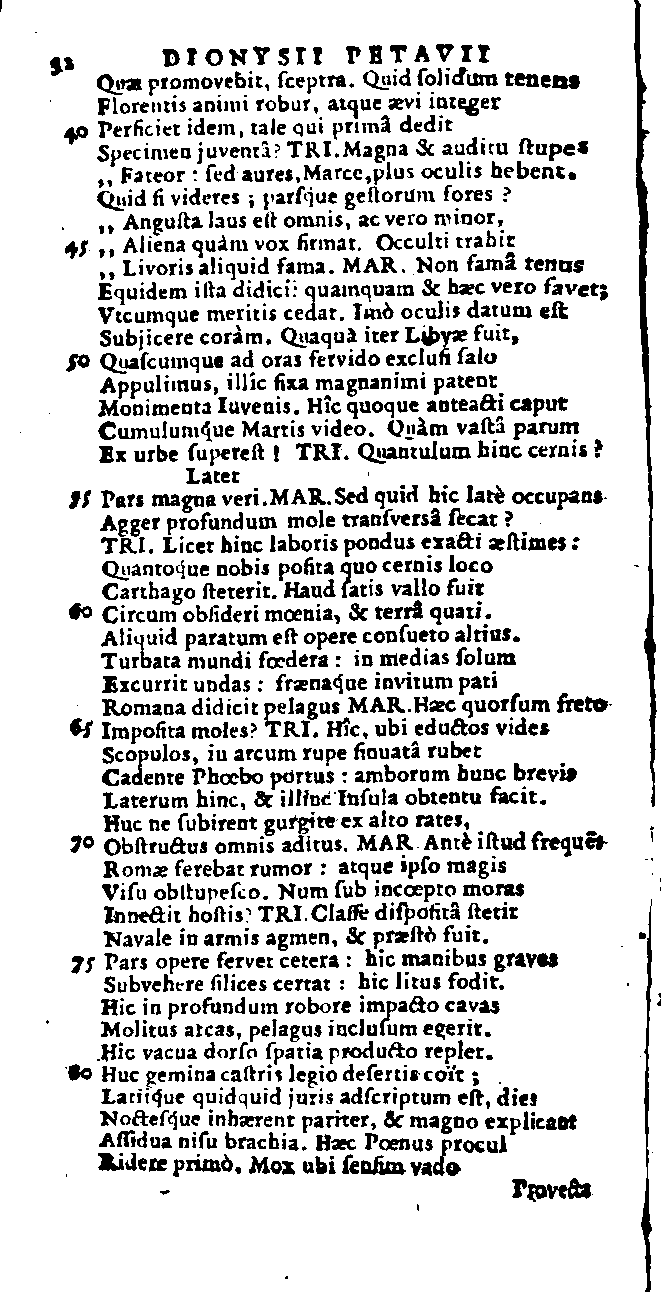 52 DIONYSII PETAVII
Quæ promovebit, ſceptra. Quid ſolidum tenens
Florentis animi robur, atque ævi integer
40 Perficiet idem, tale qui primâ dedit
Specimen juventâ? TRI. Magna & auditu ſtupes
,, Fateor : ſed aures, Marce, plus oculis hebent.
Quid ſi videres ; parſque geſtorum fores ?
,, Anguſta laus eſt omnis, ac vero minor,
45 ,, Aliena quàm vox firmat. Occulti trahit
,, Livoris aliquid fama. MAR. Non famâ tenus
Equidem iſta didici: quamquam & hæc vero favet;
Vtcumque meritis cedat. Imò oculis datum eſt
Subjicere coràm. Quaquà iter Libyæ fuit,
50 Quaſcumque ad oras fervido excluſi ſalo
Appulimus, illîc fixa magnanimi patent
Monimenta Iuvenis. Hîc quoque anteacti caput
Cumulumque Martis video. Quàm vaſtâ parum
Ex urbe ſupereſt ! TRI. Quantulum hinc cernis ?
Latet
55 Pars magna veri. MAR. Sed quid hic latè occupans
Agger profundum mole tranſversâ ſecat ?
TRI. Licet hinc laboris pondus exacti æſtimes :
Quantoque nobis poſita quo cernis loco
Carthago ſteterit. Haud ſatis vallo fuit
60 Circum obſideri mœnia, & terrâ quati.
Aliquid paratum eſt opere conſueto altius.
Turbata mundi fœdera : in medias ſolum
Excurrit undas : frænaque invitum pati
Romana didicit pelagus MAR. Hæc quorſum freto
65 Impoſita moles? TRI. Hîc, ubi eductos vides
Scopulos, in arcum rupe ſinuatâ rubet
Cadente Phœbo portus : amborum hunc brevis
Laterum hinc, & illinc Inſula obtentu facit.
Huc ne ſubirent gurgite ex alto rates,
70 Obſtructus omnis aditus. MAR. Antè iſtud frequẽs
Romæ ferebat rumor : atque ipſo magis
Viſu obſtupeſco. Num ſub incœpto moras
Innectit hoſtis? TRI. Claſſe diſpoſitâ ſtetit
Navale in armis agmen, & præſtò fuit.
75 Pars opere fervet cetera : hic manibus graves
Subvehere ſilices certat : hic litus fodit.
Hic in profundum robore impacto cavas
Molitus arcas, pelagus incluſum egerit.
Hic vacua dorſo ſpatia producto replet.
80 Huc gemina caſtris legio deſertis coït ;
Latiique quidquid juris adſcriptum eſt, dies
Nocteſque inhærent pariter, & magno explicant
Aſſidua niſu brachia. Hæc Pœnus procul
Ridere primò. Mox ubi ſenſim vado
Provecta